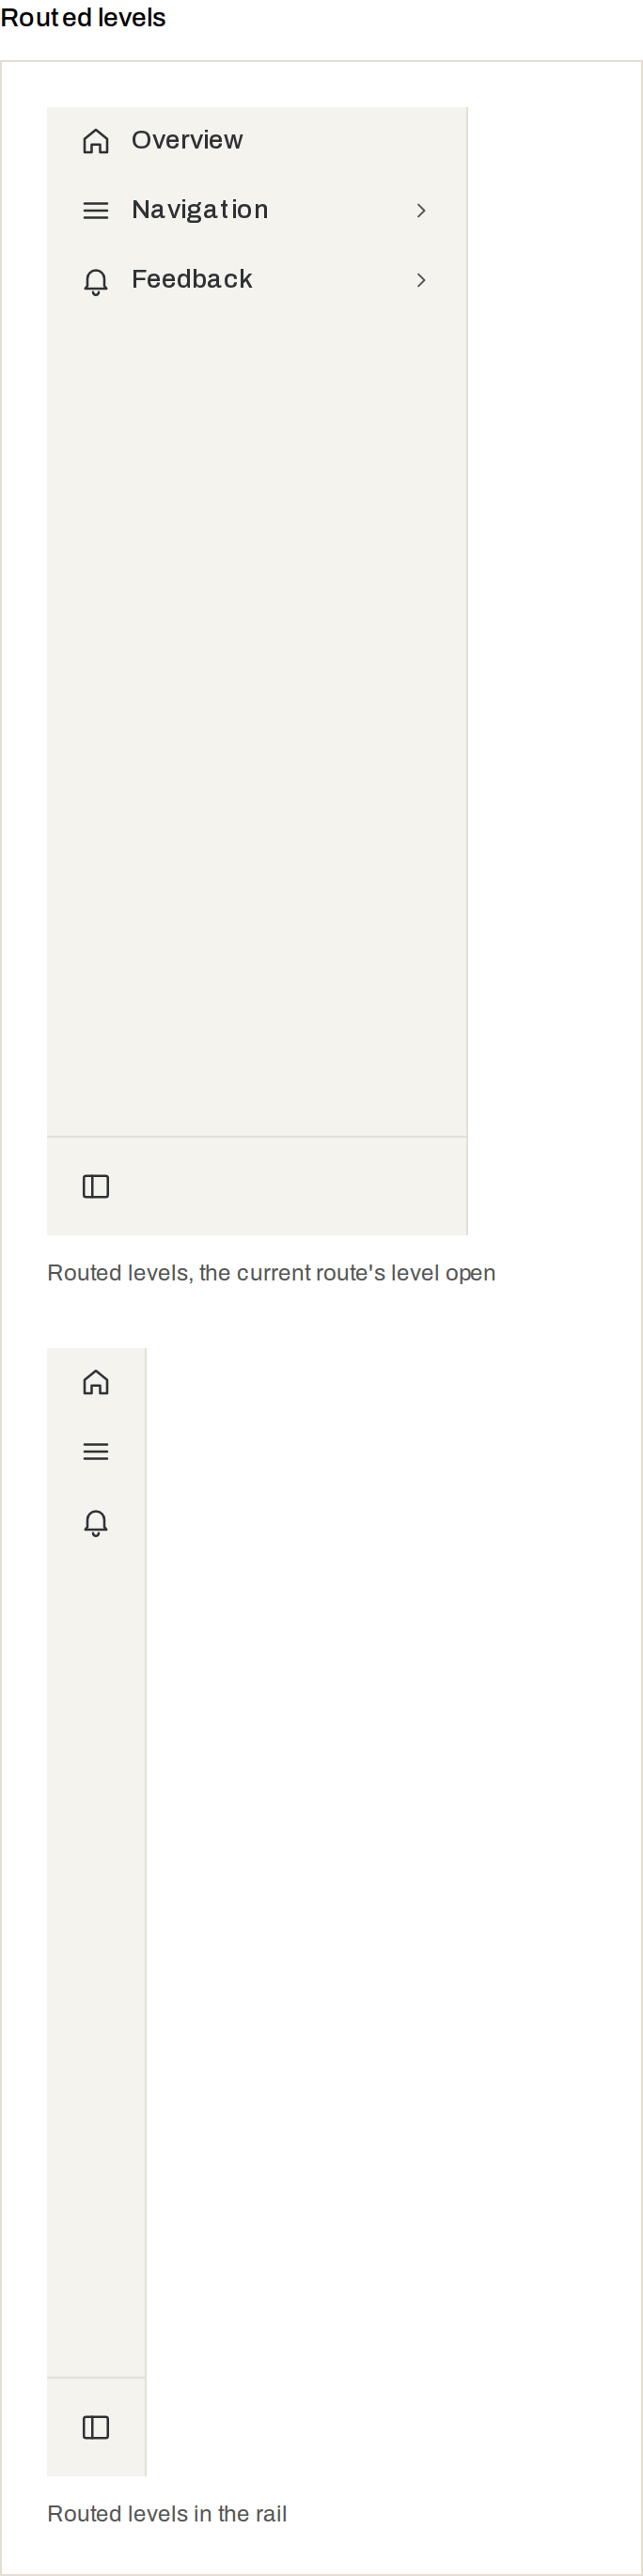 Routed levels
Overview
Navigation
Feedback
Routed levels, the current route's level open
Routed levels in the rail